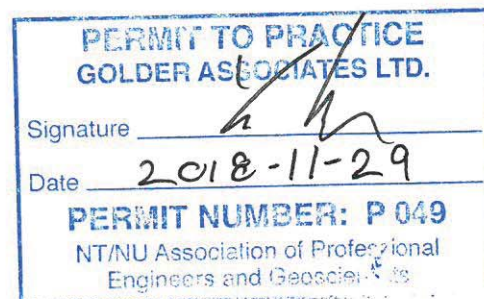 PERMIT TO PRACTICE
GOLDER ASSOCIATES LTD.
Signature
Date 2018-11-29
PERMIT NUMBER: P 049
NT/NU Association of Professional
Engineers and Geoscientists